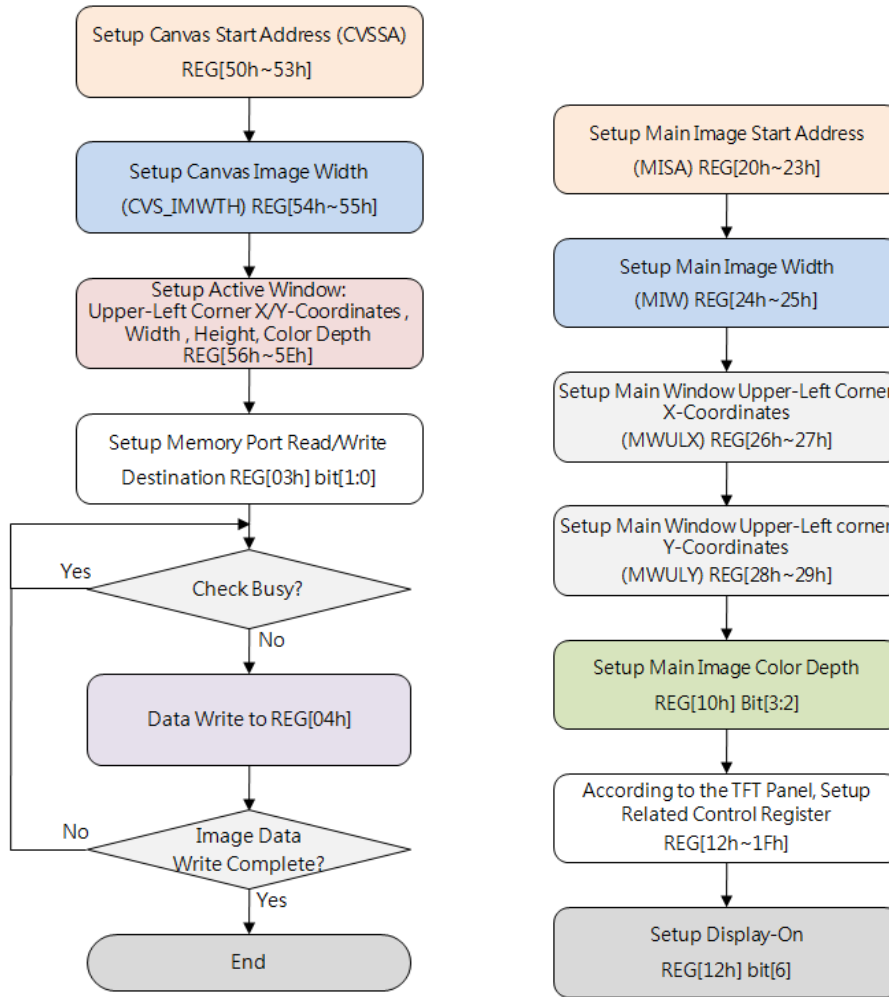 Setup Canvas Start Address (CVSSA)
REG[50h~53h]
Setup Canvas Image Width
(CVS_IMWTH) REG[54h~55h]
Setup Active Window:
Upper-Left Corner X/Y-Coordinates ,
Width , Height, Color Depth
REG[56h~5Eh]
Setup Memory Port Read/Write
Destination REG[03h] bit[1:0]
Yes
Check Busy?
No
Data Write to REG[04h]
No
Image Data
Write Complete?
Yes
End
Setup Main Image Start Address
(MISA) REG[20h~23h]
Setup Main Image Width
(MIW) REG[24h~25h]
Setup Main Window Upper-Left Corner
X-Coordinates
(MWULX) REG[26h~27h]
Setup Main Window Upper-Left corner
Y-Coordinates
(MWULY) REG[28h~29h]
Setup Main Image Color Depth
REG[10h] Bit[3:2]
According to the TFT Panel, Setup
Related Control Register
REG[12h~1Fh]
Setup Display-On
REG[12h] bit[6]